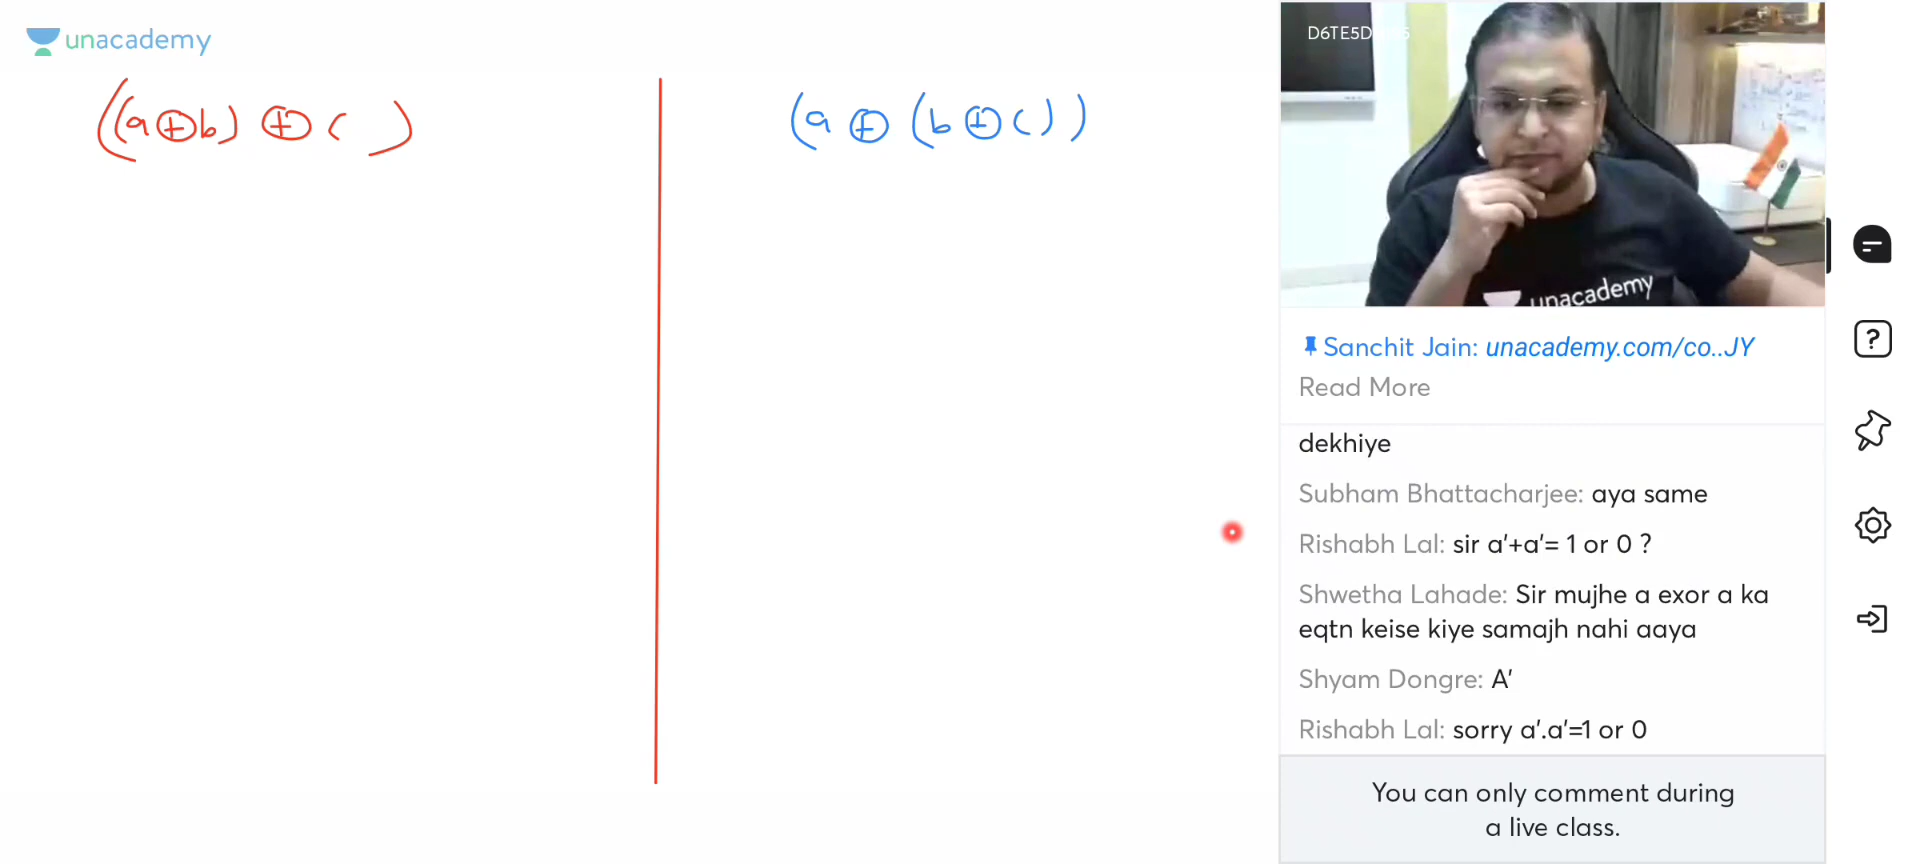 unacademy
((a⊕b) ⊕ c )
(a ⊕ (b ⊕ c))
D6TE5D
unacademy
Sanchit Jain: unacademy.com/co..JY
Read More
dekhiye
Subham Bhattacharjee: aya same
Rishabh Lal: sir a'+a'= 1 or 0 ?
Shwetha Lahade: Sir mujhe a exor a ka
eqtn keise kiye samajh nahi aaya
Shyam Dongre: A'
Rishabh Lal: sorry a'.a'=1 or 0
You can only comment during
a live class.